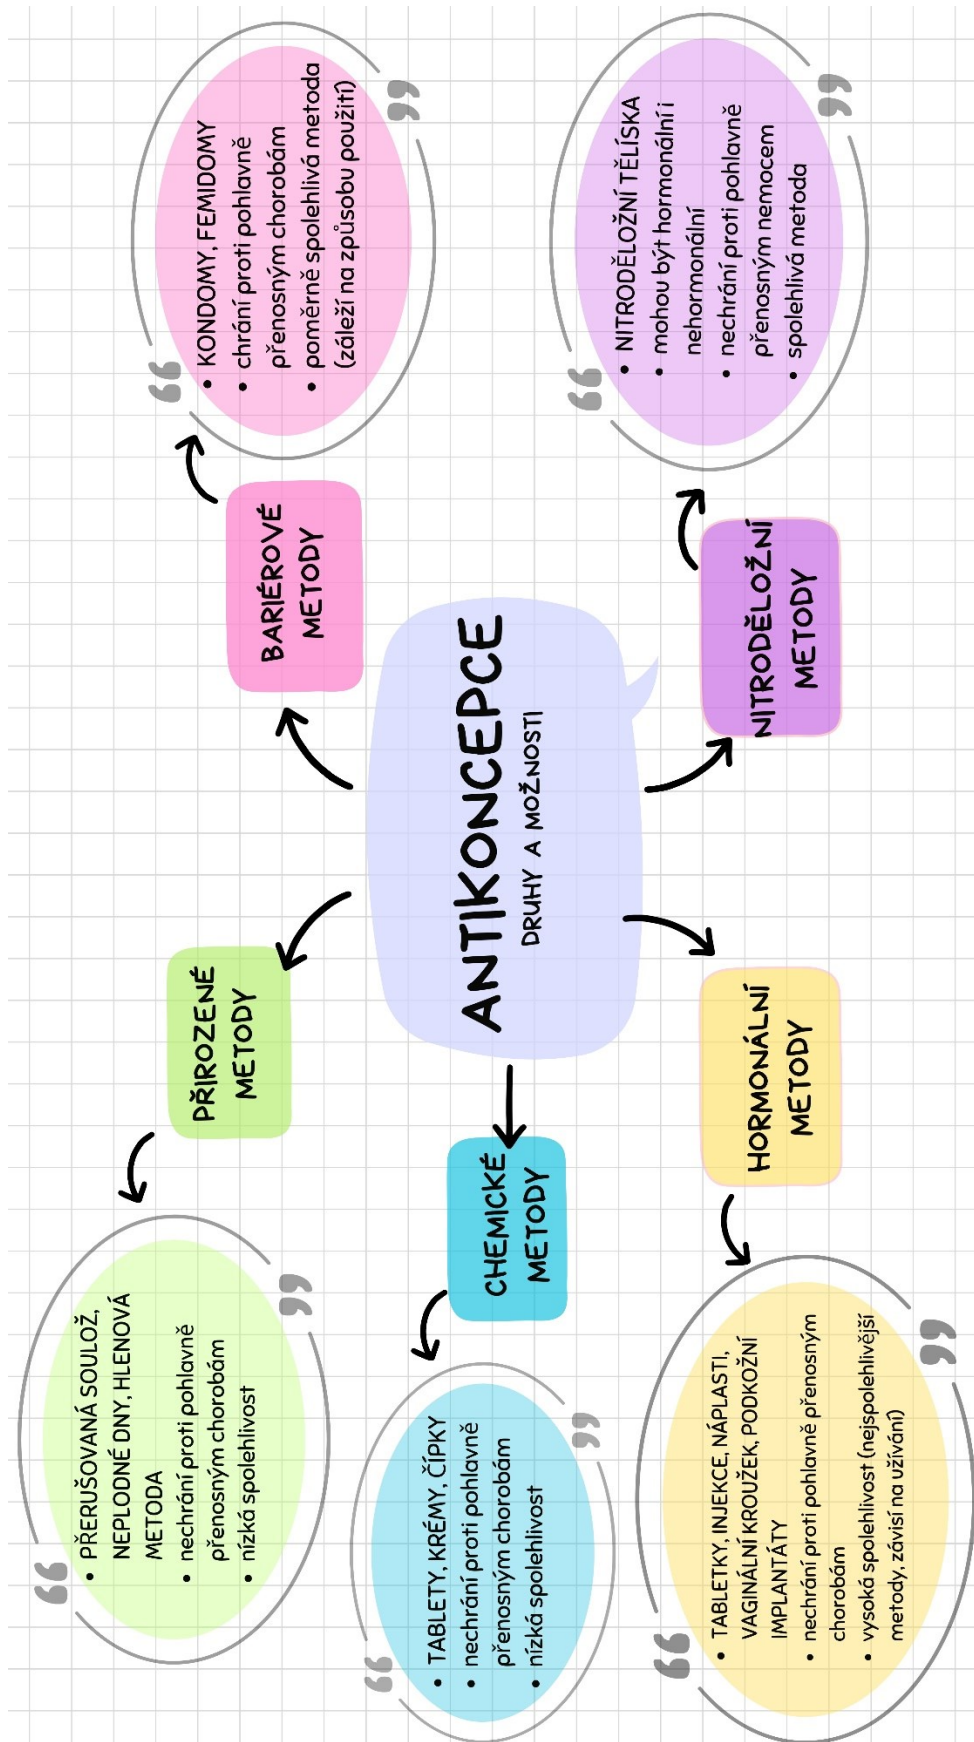 ANTIKONCEPCE
DRUHY A MOŽNOSTI
PŘIROZENÉ
METODY
• PŘERUŠOVANÁ SOULOŽ,
NEPLODNÉ DNY, HLENOVÁ
METODA
• nechrání proti pohlavně
přenosným chorobám
• nízká spolehlivost
BARIÉROVÉ
METODY
• KONDOMY, FEMIDOMY
• chrání proti pohlavně
přenosným chorobám
• poměrně spolehlivá metoda
(záleží na způsobu použití)
CHEMICKÉ
METODY
• TABLETY, KRÉMY, ČÍPKY
• nechrání proti pohlavně
přenosným chorobám
• nízká spolehlivost
HORMONÁLNÍ
METODY
• TABLETKY, INJEKCE, NÁPLASTI,
VAGINÁLNÍ KROUŽEK, PODKOŽNÍ
IMPLANTÁTY
• nechrání proti pohlavně přenosným
chorobám
• vysoká spolehlivost (nejspolehlivější
metody, závisí na užívání)
NITRODĚLOŽNÍ
METODY
• NITRODĚLOŽNÍ TĚLÍSKA
• mohou být hormonální i
nehormonální
• nechrání proti pohlavně
přenosným nemocem
• spolehlivá metoda